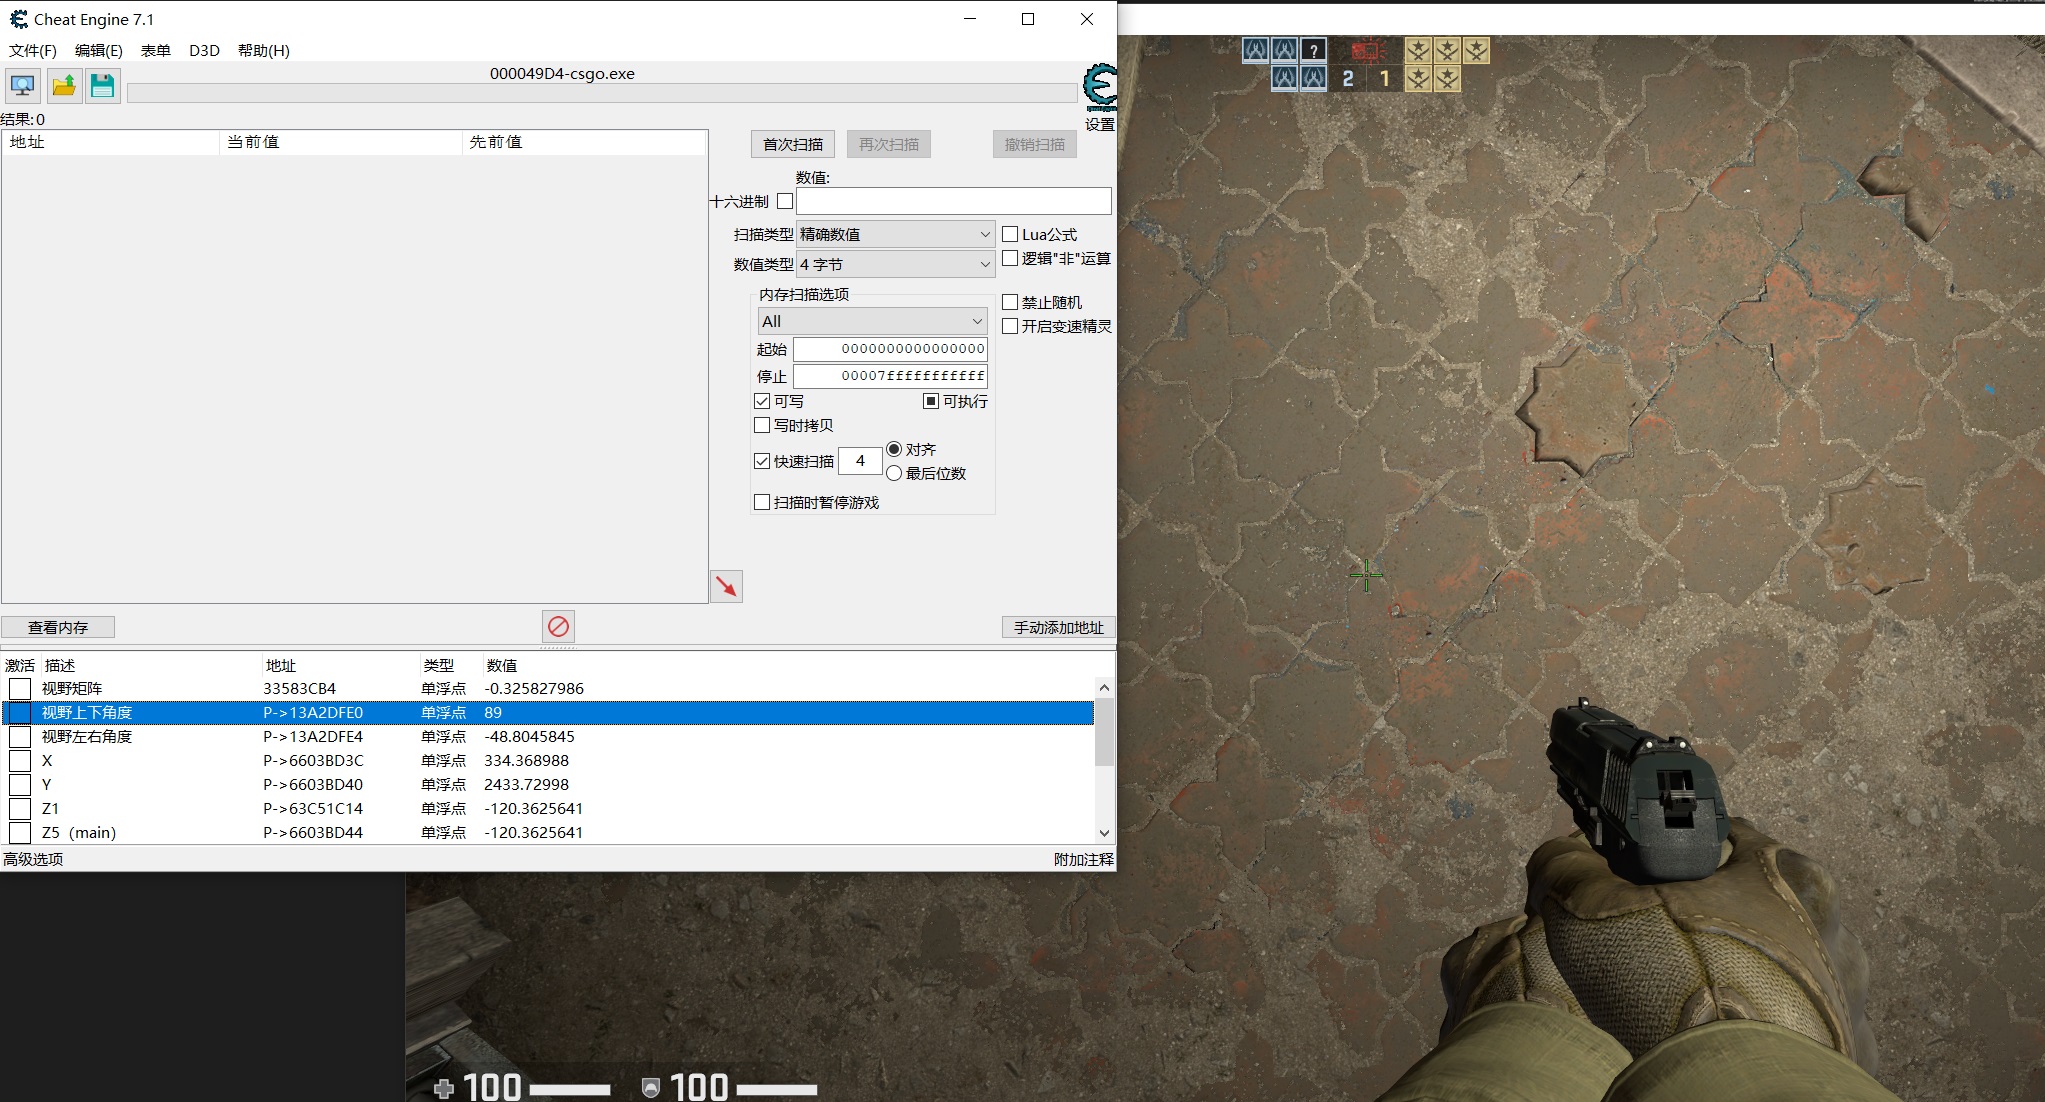 Cheat Engine 7.1
文件(F) 编辑(E) 表单 D3D 帮助(H)
000049D4-csgo.exe
设置
结果:0
地址 当前值 先前值
首次扫描 再次扫描 撤销扫描
数值:
十六进制
扫描类型 精确数值 Lua公式
数值类型 4 字节 逻辑"非"运算
内存扫描选项
All
禁止随机
开启变速精灵
起始 0000000000000000
停止 00007fffffffffff
可写 可执行
写时拷贝
快速扫描 4 对齐
最后位数
扫描时暂停游戏
查看内存 手动添加地址
激活 描述 地址 类型 数值
视野矩阵 33583CB4 单浮点 -0.325827986
视野上下角度 P->13A2DFE0 单浮点 89
视野左右角度 P->13A2DFE4 单浮点 -48.8045845
X P->6603BD3C 单浮点 334.368988
Y P->6603BD40 单浮点 2433.72998
Z1 P->63C51C14 单浮点 -120.3625641
Z5（main） P->6603BD44 单浮点 -120.3625641
高级选项 附加注释
?
2 1
100 100